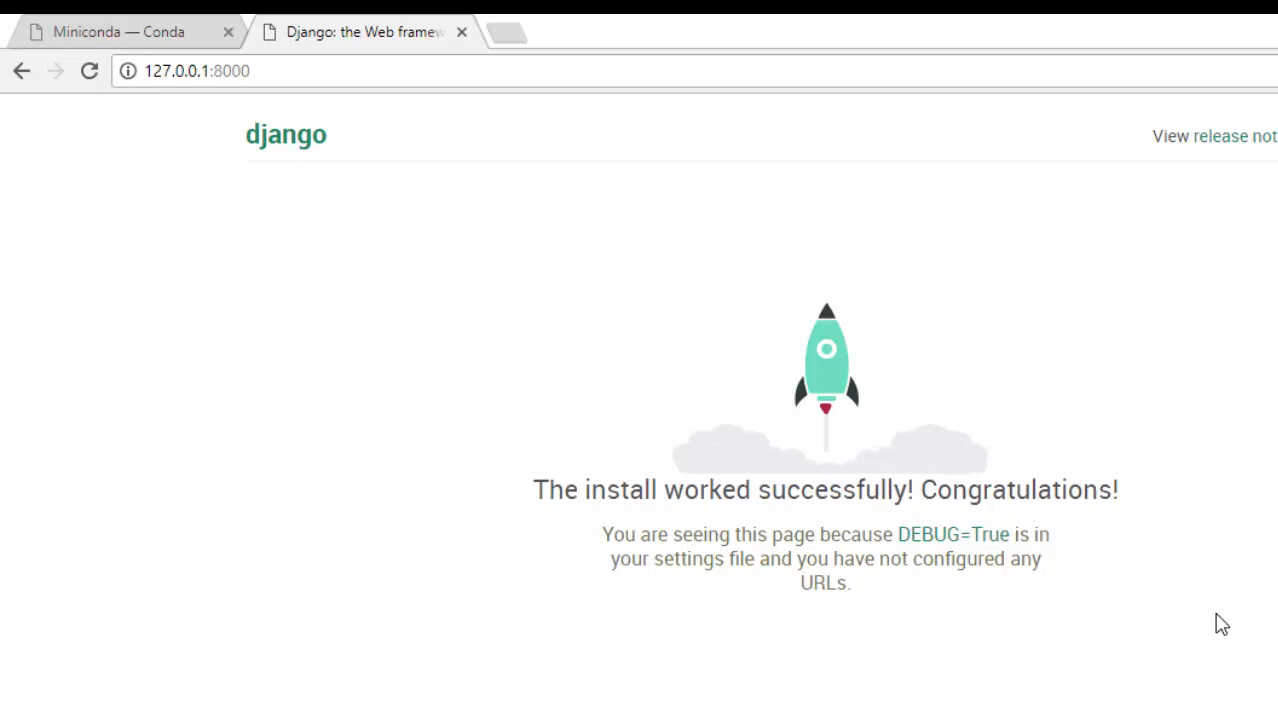 Miniconda — Conda
Django: the Web framew
127.0.0.1:8000
django
View release not
The install worked successfully! Congratulations!
You are seeing this page because DEBUG=True is in
your settings file and you have not configured any
URLs.